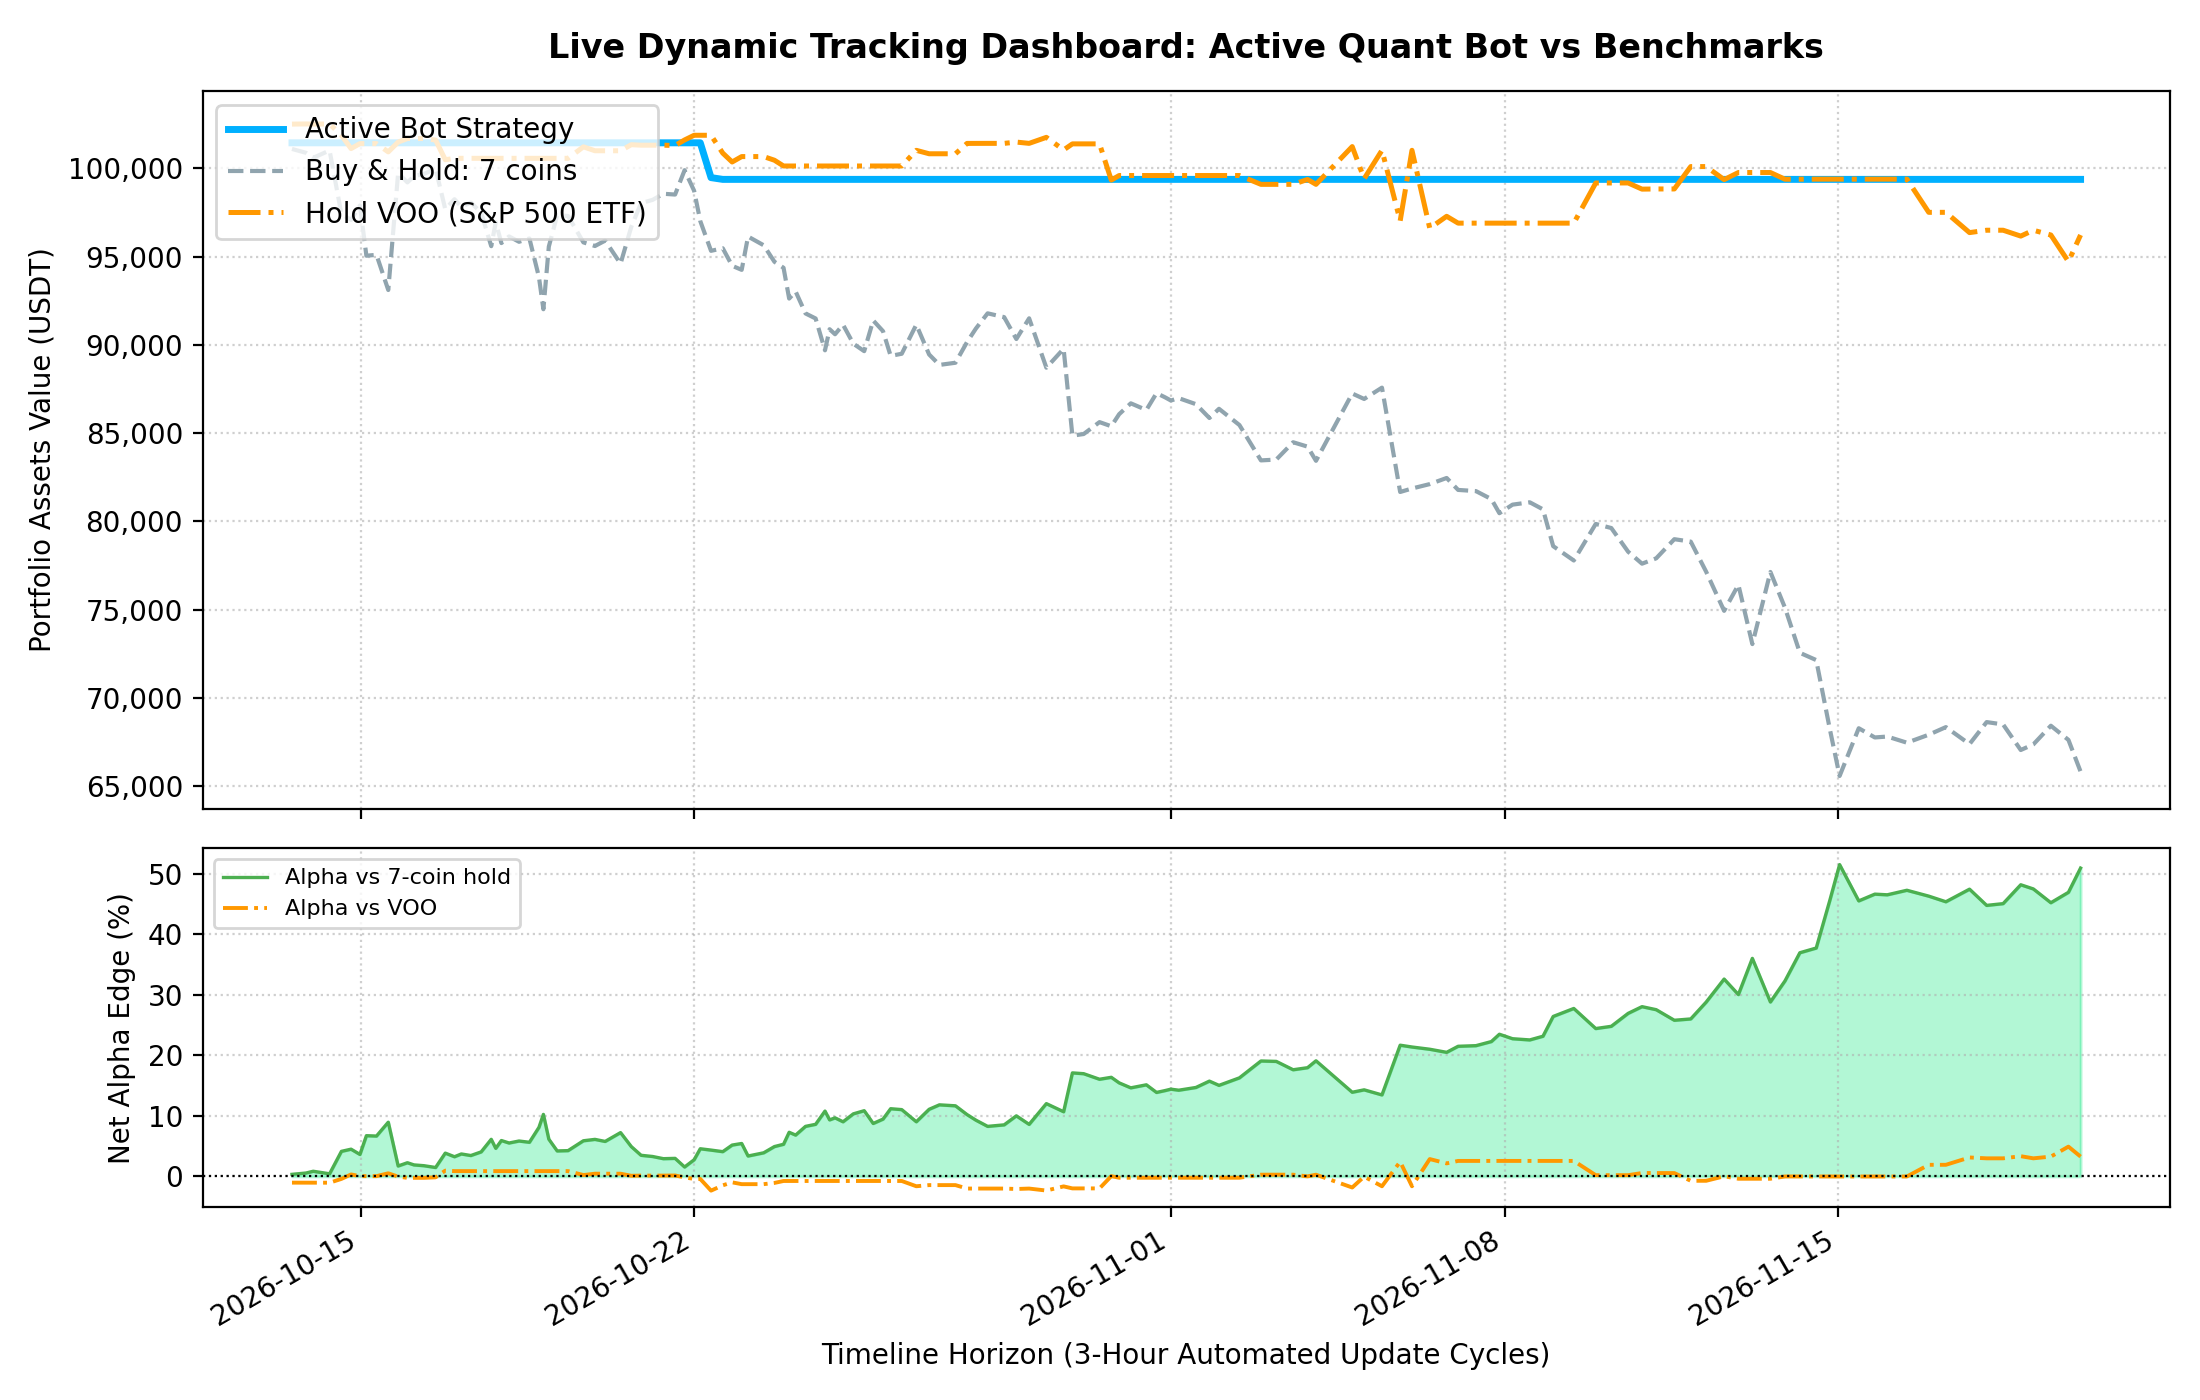 Live Dynamic Tracking Dashboard: Active Quant Bot vs Benchmarks
Active Bot Strategy
Buy & Hold: 7 coins
Hold VOO (S&P 500 ETF)
Portfolio Assets Value (USDT)
100,000
95,000
90,000
85,000
80,000
75,000
70,000
65,000
Alpha vs 7-coin hold
Alpha vs VOO
Net Alpha Edge (%)
50
40
30
20
10
0
2026-10-15
2026-10-22
2026-11-01
2026-11-08
2026-11-15
Timeline Horizon (3-Hour Automated Update Cycles)